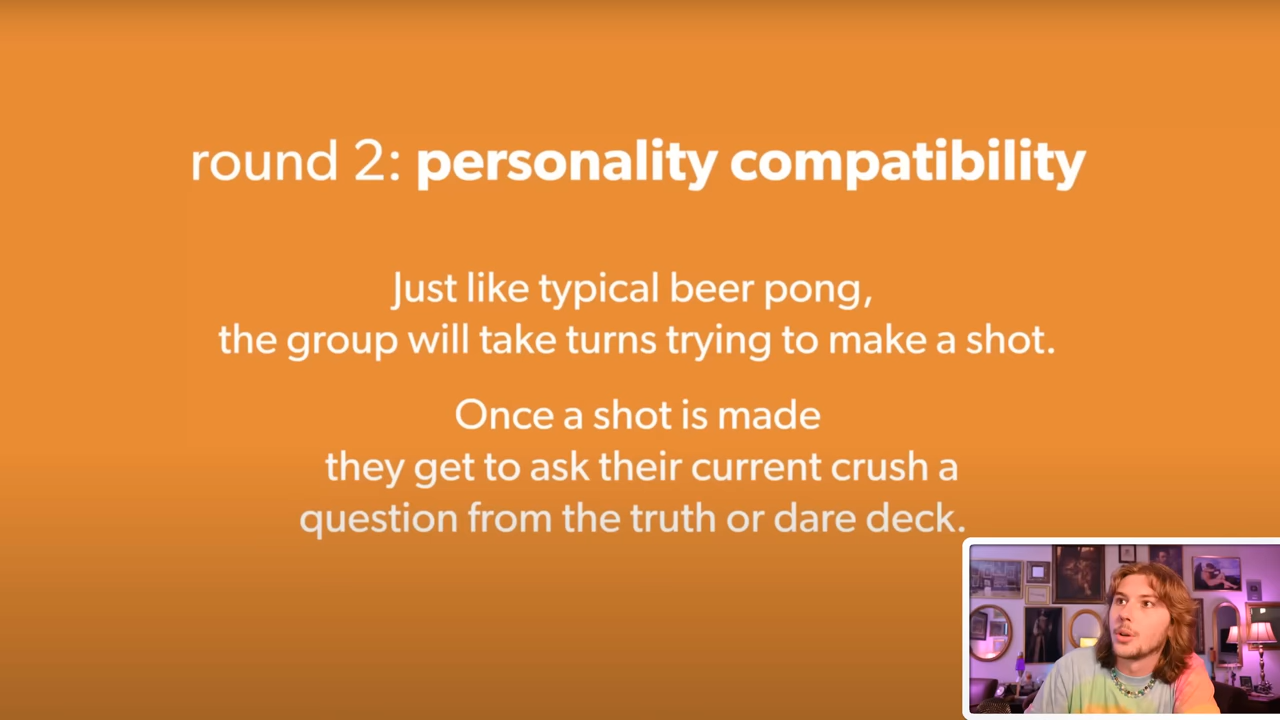 round 2: personality compatibility
Just like typical beer pong,
the group will take turns trying to make a shot.
Once a shot is made
they get to ask their current crush a
question from the truth or dare deck.